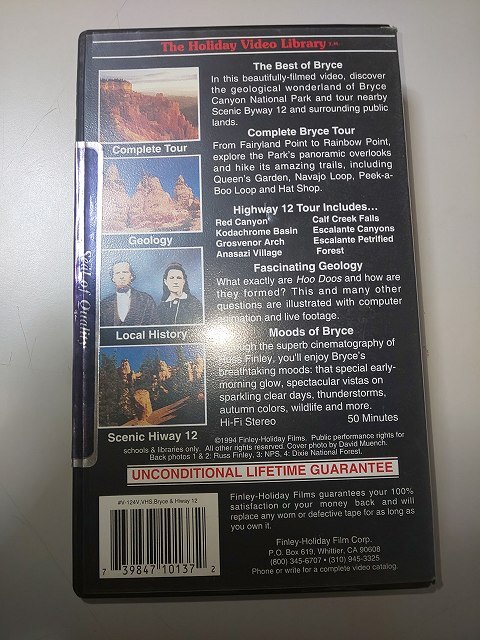 The Holiday Video Library T.M.
The Best of Bryce
In this beautifully-filmed video, discover
the geological wonderland of Bryce
Canyon National Park and tour nearby
Scenic Byway 12 and surrounding public
lands.
Complete Tour
Complete Bryce Tour
From Fairyland Point to Rainbow Point,
explore the Park's panoramic overlooks
and hike its amazing trails, including
Queen's Garden, Navajo Loop, Peek-a-
Boo Loop and Hat Shop.
Geology
Highway 12 Tour Includes...
Red Canyon
Kodachrome Basin
Grosvenor Arch
Anasazi Village
Calf Creek Falls
Escalante Canyons
Escalante Petrified
Forest
Fascinating Geology
What exactly are Hoo Doos and how are
they formed? This and many other
questions are illustrated with computer
animation and live footage.
Local History
Moods of Bryce
Through the superb cinematography of
Russ Finley, you'll enjoy Bryce's
breathtaking moods: that special early-
morning glow, spectacular vistas on
sparkling clear days, thunderstorms,
autumn colors, wildlife and more.
Hi-Fi Stereo 50 Minutes
Scenic Hiway 12
Seal of Quality
©1994 Finley-Holiday Films. Public performance rights for
schools & libraries only. All other rights reserved. Cover photo by David Muench.
Back photos 1 & 2: Russ Finley, 3: NPS, 4: Dixie National Forest.
UNCONDITIONAL LIFETIME GUARANTEE
#V-124V,VHS,Bryce & Hiway 12
7 39847 10137 2
Finley-Holiday Films guarantees your 100%
satisfaction or your money back and will
replace any worn or defective tape for as long as
you own it.
Finley-Holiday Film Corp.
P.O. Box 619, Whittier, CA 90608
(800) 345-6707 • (310) 945-3325
Phone or write for a complete video catalog.